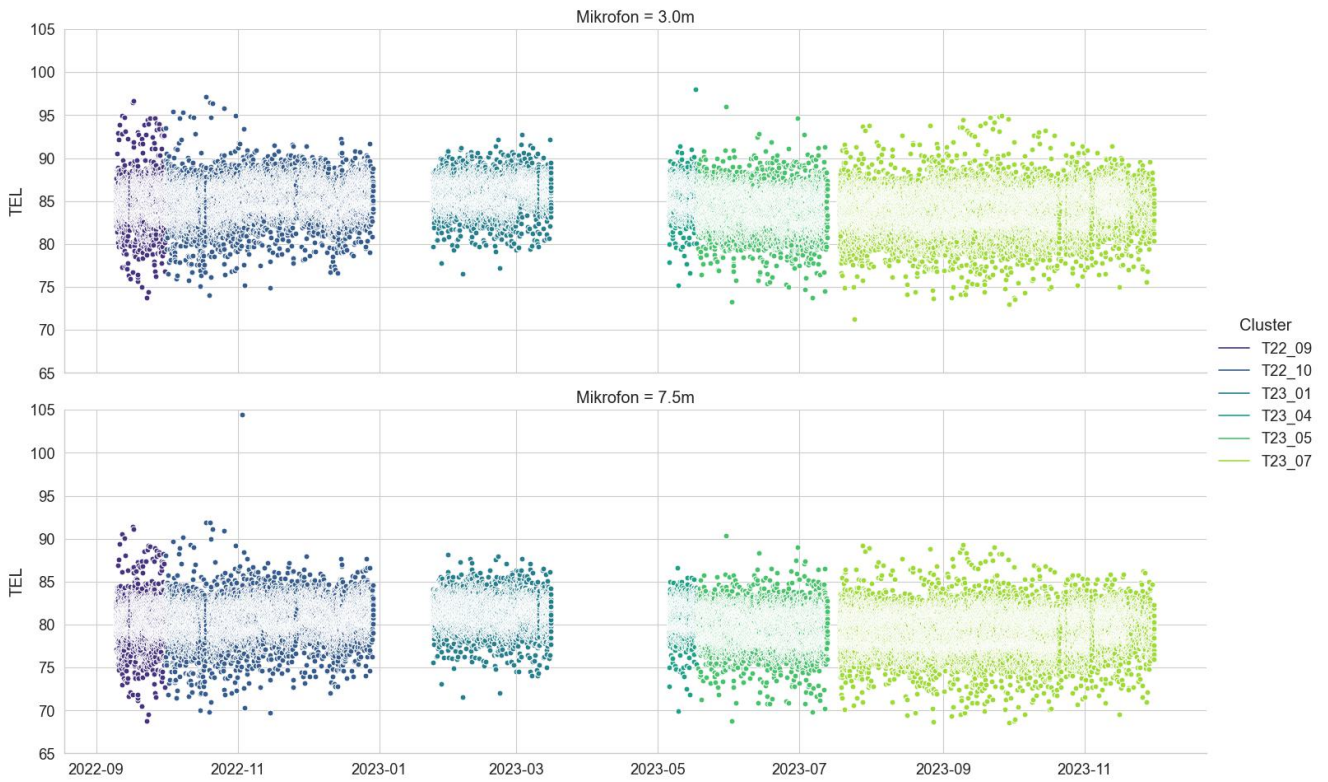 Mikrofon = 3.0m
105
100
95
90
85
80
75
70
65
TEL
Mikrofon = 7.5m
105
100
95
90
85
80
75
70
65
TEL
2022-09 2022-11 2023-01 2023-03 2023-05 2023-07 2023-09 2023-11
Cluster
T22_09
T22_10
T23_01
T23_04
T23_05
T23_07